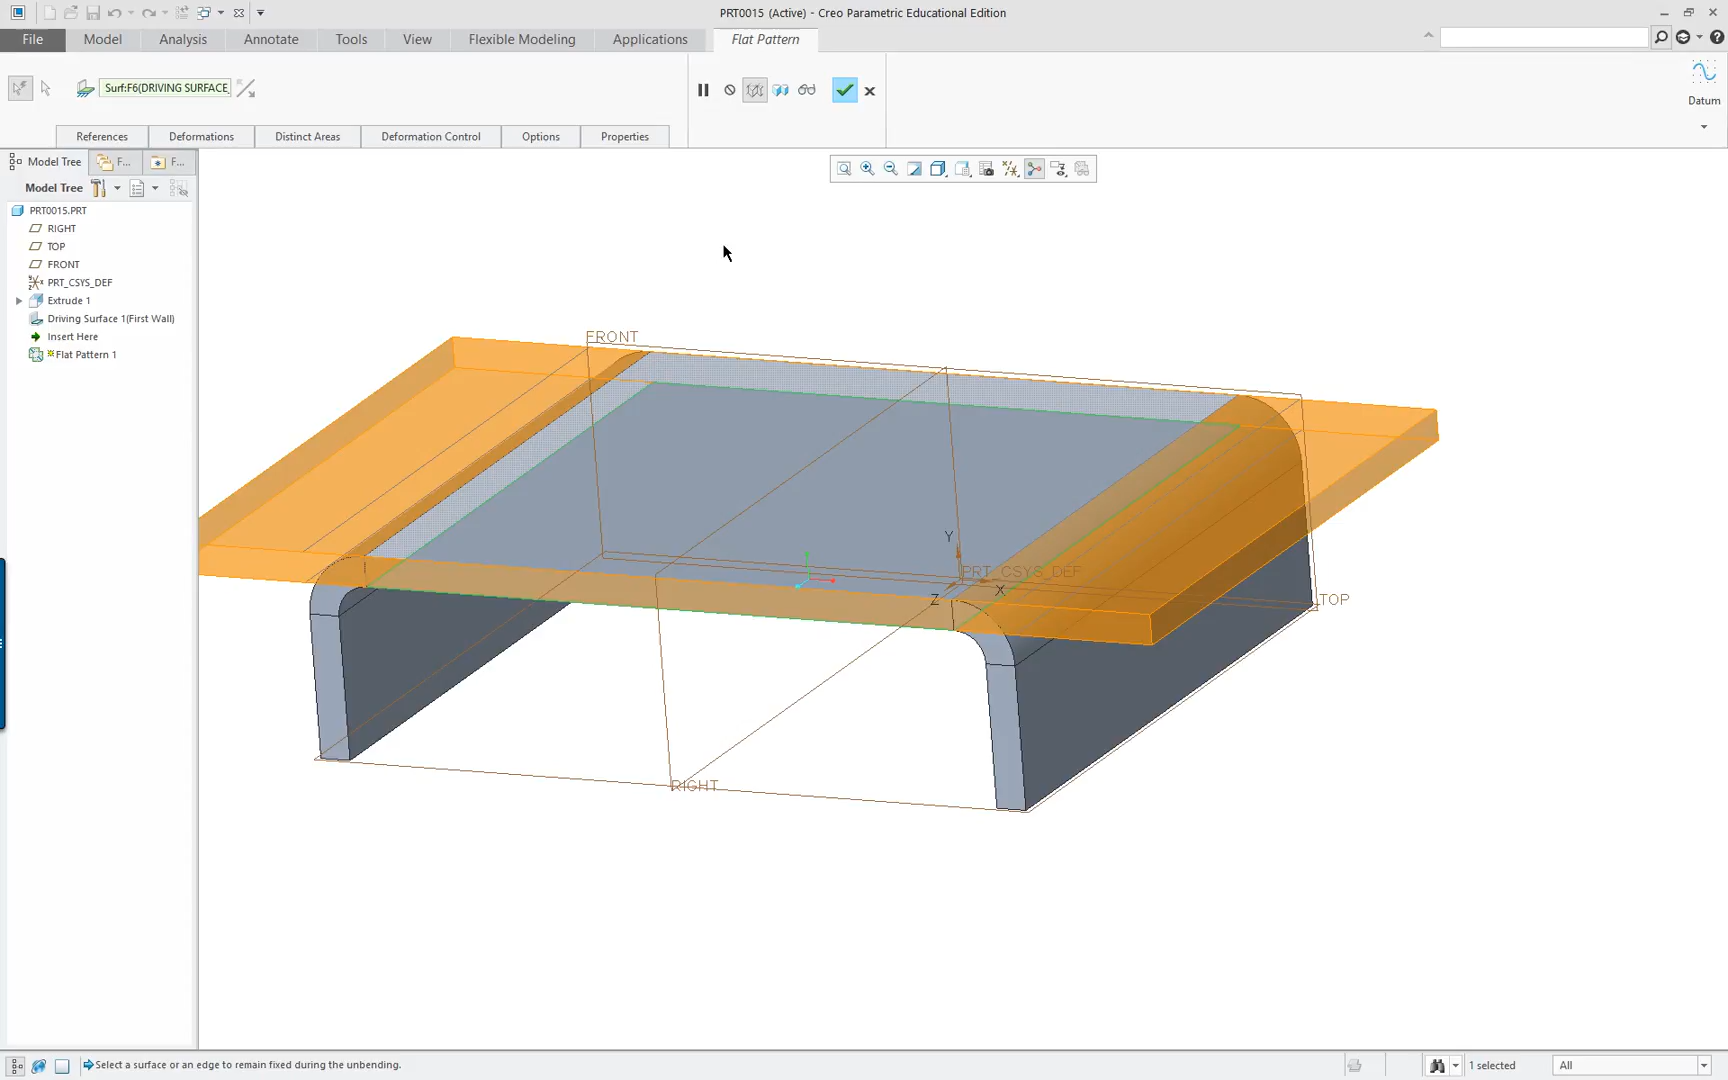 PRT0015 (Active) - Creo Parametric Educational Edition
File Model Analysis Annotate Tools View Flexible Modeling Applications Flat Pattern
Surf:F6(DRIVING SURFACE,
Datum
References Deformations Distinct Areas Deformation Control Options Properties
Model Tree F... F...
Model Tree
PRT0015.PRT
RIGHT
TOP
FRONT
PRT_CSYS_DEF
Extrude 1
Driving Surface 1(First Wall)
Insert Here
Flat Pattern 1
FRONT
Y
PRT_CSYS_DEF
Z
X
TOP
RIGHT
Select a surface or an edge to remain fixed during the unbending.
1 selected
All